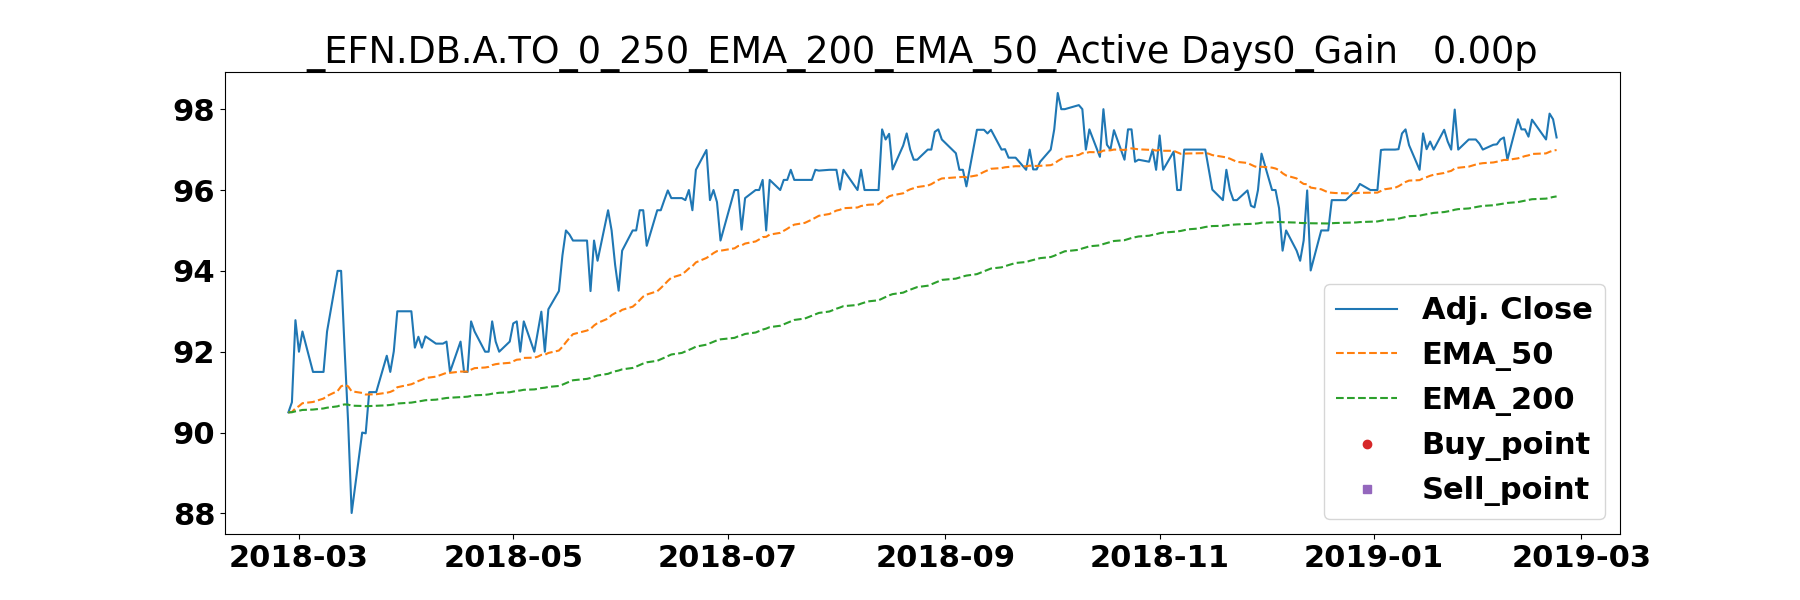 _EFN.DB.A.TO_0_250_EMA_200_EMA_50_Active Days0_Gain   0.00p
98
96
94
92
90
88
Adj. Close
EMA_50
EMA_200
Buy_point
Sell_point
2018-03 2018-05 2018-07 2018-09 2018-11 2019-01 2019-03